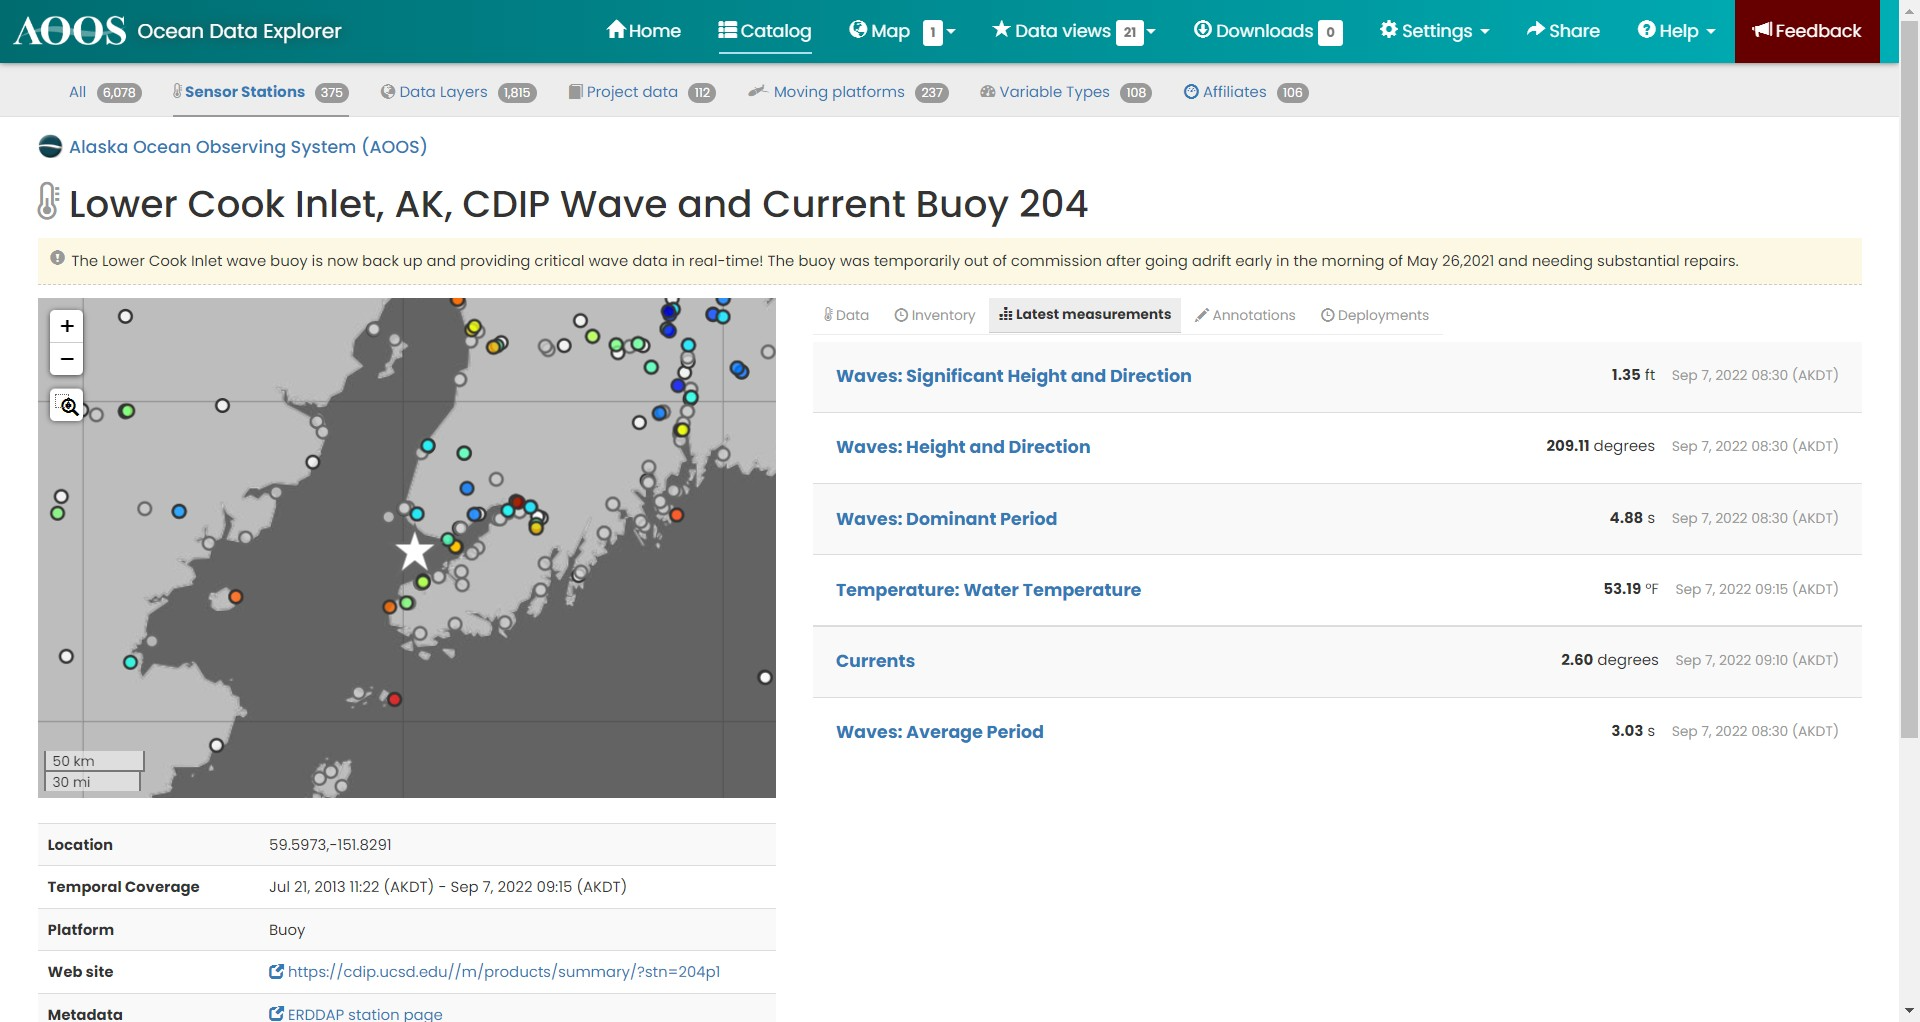 AOOS Ocean Data Explorer Home Catalog Map 1 Data views 21 Downloads 0 Settings Share Help Feedback
All 6,078 Sensor Stations 375 Data Layers 1,815 Project data 112 Moving platforms 237 Variable Types 108 Affiliates 106
Alaska Ocean Observing System (AOOS)
Lower Cook Inlet, AK, CDIP Wave and Current Buoy 204
The Lower Cook Inlet wave buoy is now back up and providing critical wave data in real-time! The buoy was temporarily out of commission after going adrift early in the morning of May 26,2021 and needing substantial repairs.
+
−
50 km
30 mi
Data Inventory Latest measurements Annotations Deployments
Waves: Significant Height and Direction 1.35 ft Sep 7, 2022 08:30 (AKDT)
Waves: Height and Direction 209.11 degrees Sep 7, 2022 08:30 (AKDT)
Waves: Dominant Period 4.88 s Sep 7, 2022 08:30 (AKDT)
Temperature: Water Temperature 53.19 °F Sep 7, 2022 09:15 (AKDT)
Currents 2.60 degrees Sep 7, 2022 09:10 (AKDT)
Waves: Average Period 3.03 s Sep 7, 2022 08:30 (AKDT)
Location 59.5973,-151.8291
Temporal Coverage Jul 21, 2013 11:22 (AKDT) - Sep 7, 2022 09:15 (AKDT)
Platform Buoy
Web site https://cdip.ucsd.edu//m/products/summary/?stn=204p1
Metadata ERDDAP station page